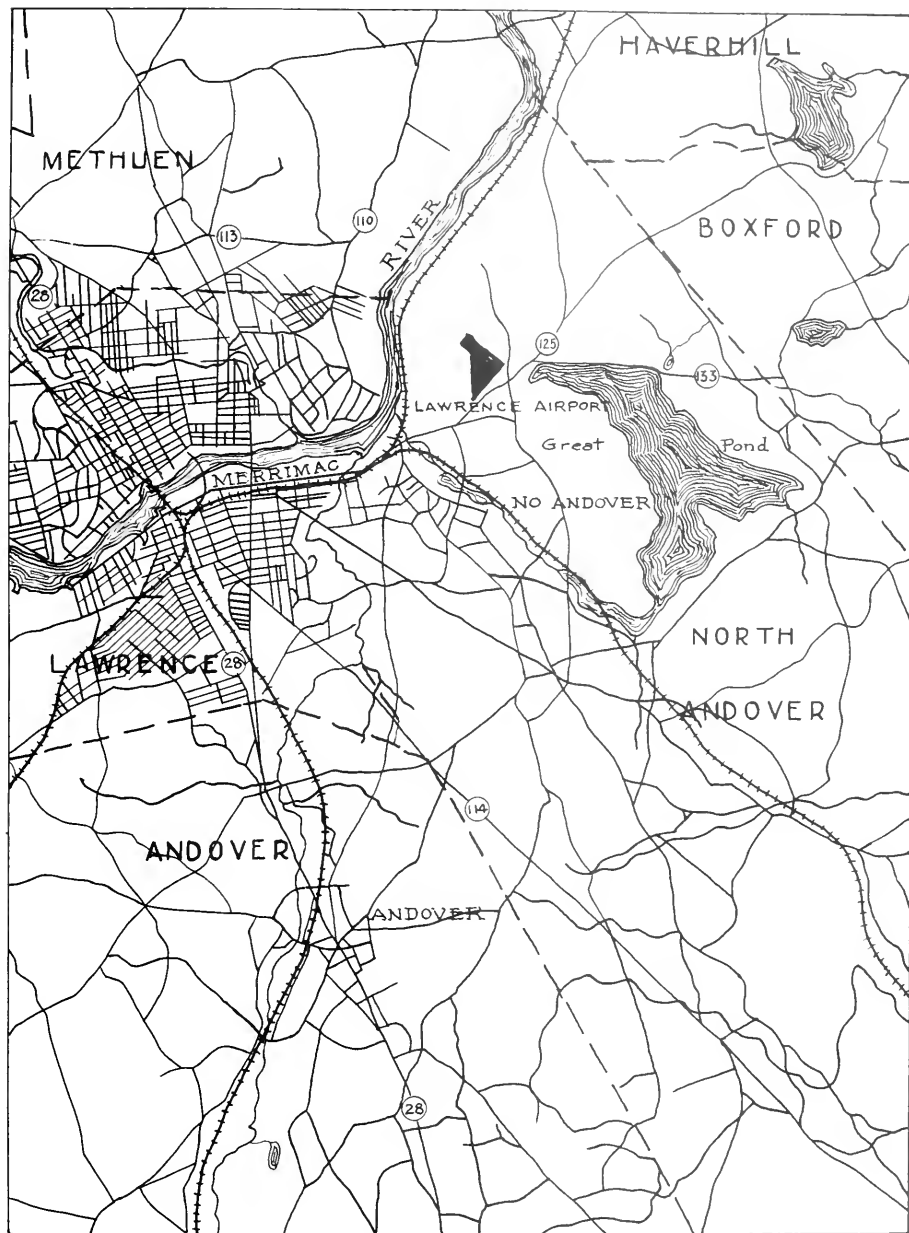 HAVERHILL
METHUEN
RIVER
110
113
BOXFORD
28
125
133
LAWRENCE AIRPORT
Great Pond
MERRIMAC
NO ANDOVER
LAWRENCE
28
NORTH
ANDOVER
114
ANDOVER
ANDOVER
28